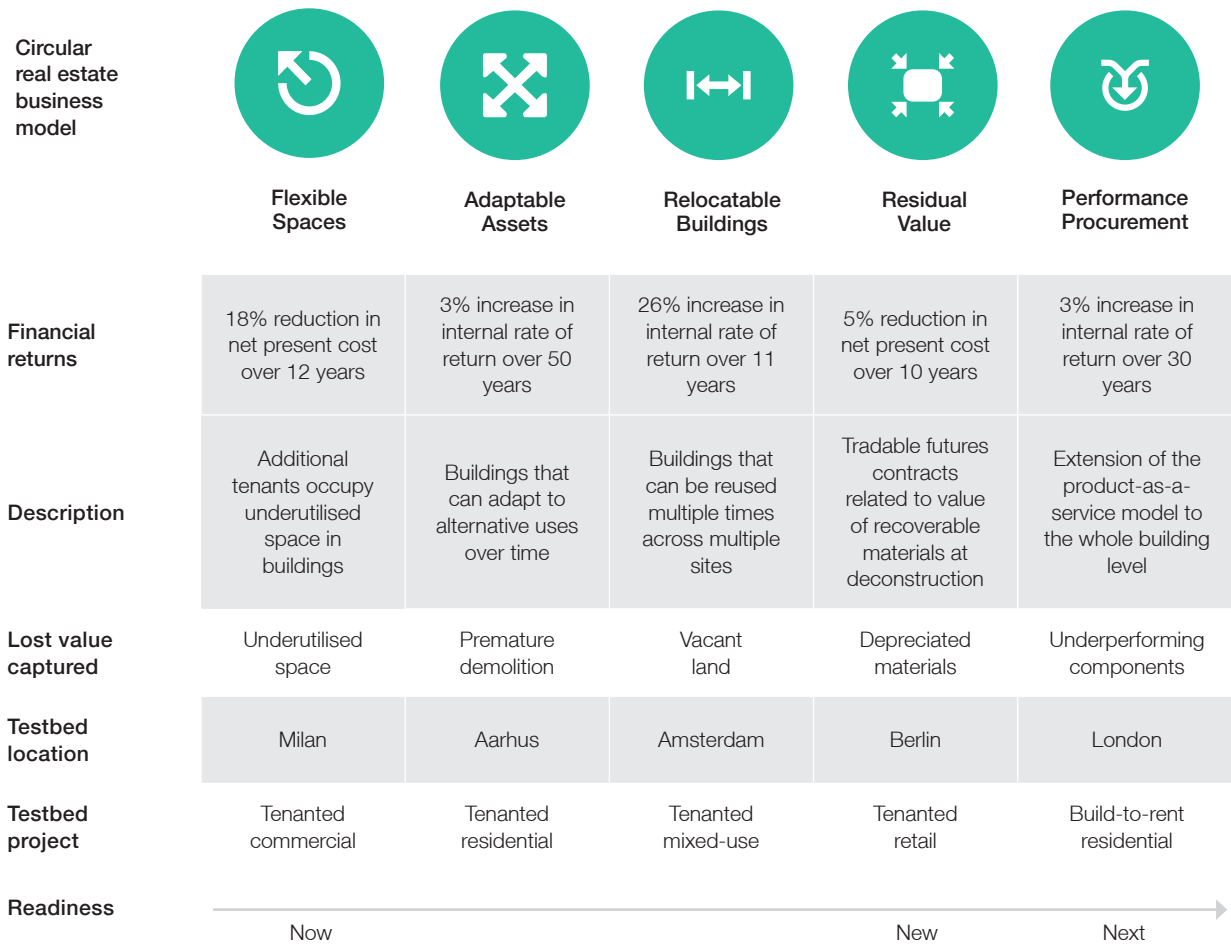 Circular
real estate
business
model
Flexible
Spaces
Adaptable
Assets
Relocatable
Buildings
Residual
Value
Performance
Procurement
Financial
returns
18% reduction in
net present cost
over 12 years
3% increase in
internal rate of
return over 50
years
26% increase in
internal rate of
return over 11
years
5% reduction in
net present cost
over 10 years
3% increase in
internal rate of
return over 30
years
Description
Additional
tenants occupy
underutilised
space in
buildings
Buildings that
can adapt to
alternative uses
over time
Buildings that
can be reused
multiple times
across multiple
sites
Tradable futures
contracts
related to value
of recoverable
materials at
deconstruction
Extension of the
product-as-a-
service model to
the whole building
level
Lost value
captured
Underutilised
space
Premature
demolition
Vacant
land
Depreciated
materials
Underperforming
components
Testbed
location
Milan
Aarhus
Amsterdam
Berlin
London
Testbed
project
Tenanted
commercial
Tenanted
residential
Tenanted
mixed-use
Tenanted
retail
Build-to-rent
residential
Readiness
Now
New
Next